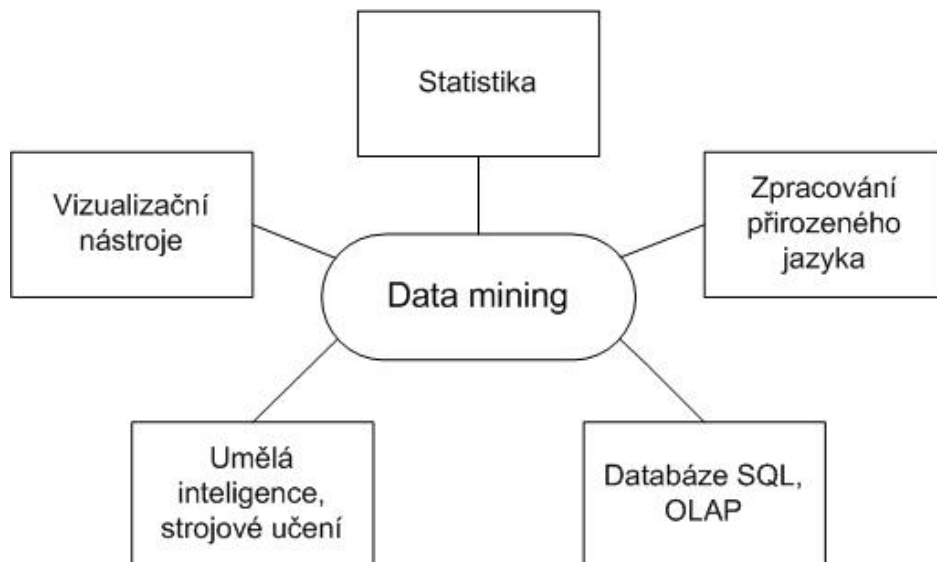 Statistika
Vizualizační
nástroje
Zpracování
přirozeného
jazyka
Data mining
Umělá
inteligence,
strojové učení
Databáze SQL,
OLAP